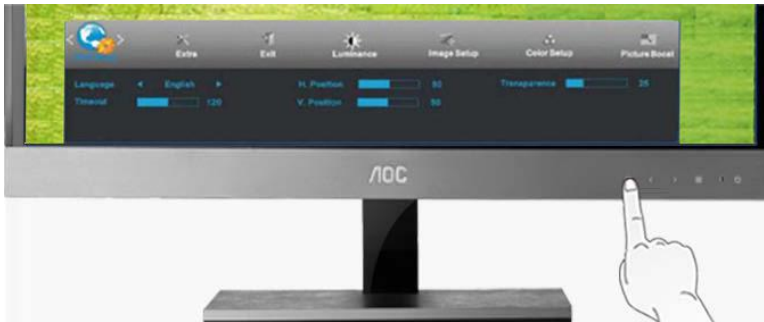 Extra Exit Luminance Image Setup Color Setup Picture Boost
Language English H. Position 50 Transparence 25
Timeout 120 V. Position 50
AOC